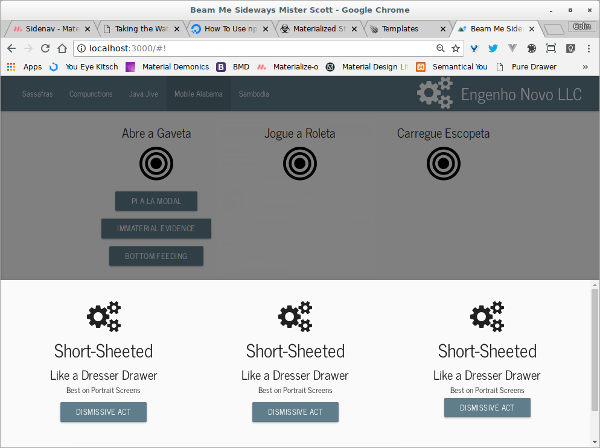 Beam Me Sideways Mister Scott - Google Chrome
Sidenav - Mate
Taking the Wat
How To Use np
Materialized St
Templates
Beam Me Side
Colin
localhost:3000/#!
Apps
You Eye Kitsch
Material Demonics
BMD
Materialize-o
Material Design Li
Semantical You
Pure Drawer
Sassafras
Compunctions
Java Jive
Mobile Alabama
Sambodia
Engenho Novo LLC
Abre a Gaveta
Jogue a Roleta
Carregue Escopeta
PI A LA MODAL
IMMATERIAL EVIDENCE
BOTTOM FEEDING
Short-Sheeted
Short-Sheeted
Short-Sheeted
Like a Dresser Drawer
Like a Dresser Drawer
Like a Dresser Drawer
Best on Portrait Screens
Best on Portrait Screens
Best on Portrait Screens
DISMISSIVE ACT
DISMISSIVE ACT
DISMISSIVE ACT